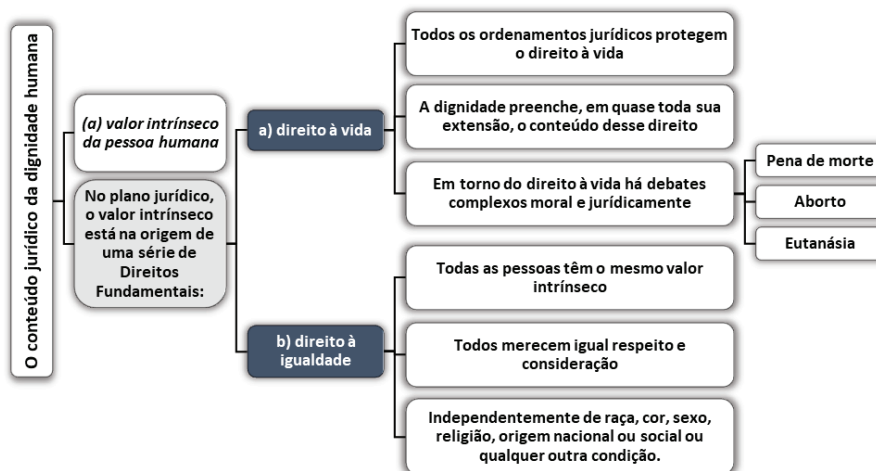 O conteúdo jurídico da dignidade humana
(a) valor intrínseco
da pessoa humana
No plano jurídico,
o valor intrínseco
está na origem de
uma série de
Direitos
Fundamentais:
a) direito à vida
Todos os ordenamentos jurídicos protegem
o direito à vida
A dignidade preenche, em quase toda sua
extensão, o conteúdo desse direito
Em torno do direito à vida há debates
complexos moral e jurídicamente
Pena de morte
Aborto
Eutanásia
b) direito à
igualdade
Todas as pessoas têm o mesmo valor
intrínseco
Todos merecem igual respeito e
consideração
Independentemente de raça, cor, sexo,
religião, origem nacional ou social ou
qualquer outra condição.